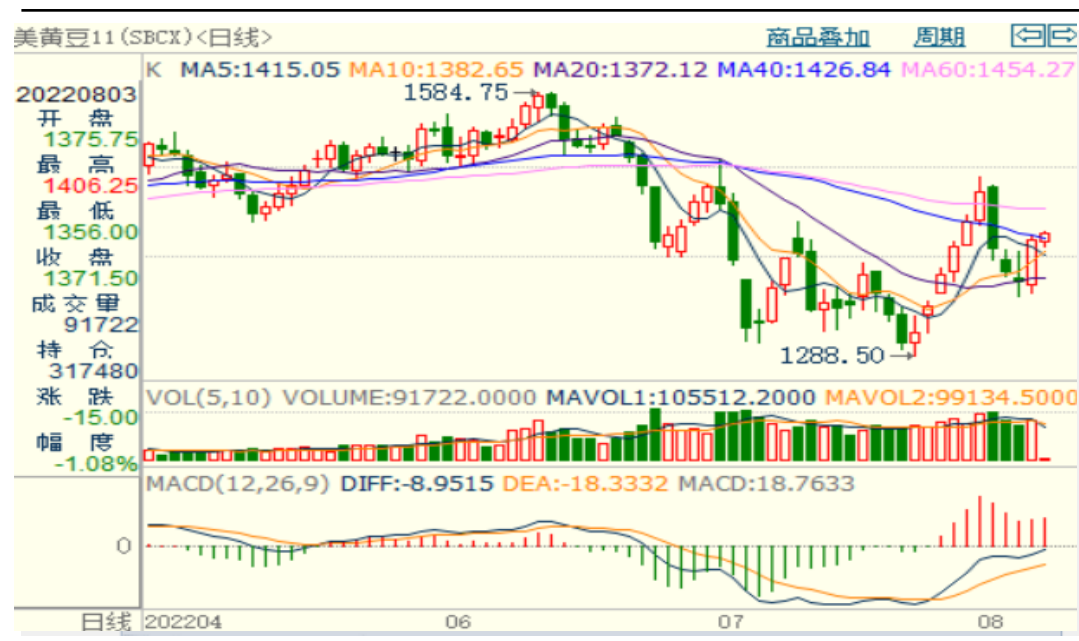 美黄豆11(SBCX)<日线>
商品叠加 周期
K MA5:1415.05 MA10:1382.65 MA20:1372.12 MA40:1426.84 MA60:1454.27
20220803
开盘
1375.75
最高
1406.25
最低
1356.00
收盘
1371.50
成交量
91722
持仓
317480
涨跌
-15.00
幅度
-1.08%
1584.75
1288.50
VOL(5,10) VOLUME:91722.0000 MAVOL1:105512.2000 MAVOL2:99134.5000
MACD(12,26,9) DIFF:-8.9515 DEA:-18.3332 MACD:18.7633
0
日线 202204 06 07 08